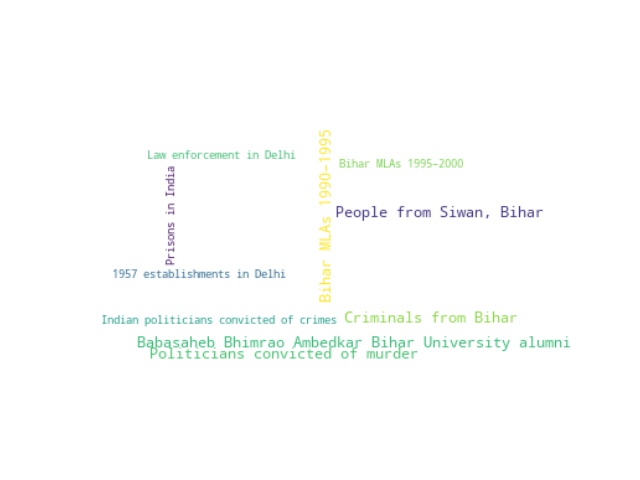 Law enforcement in Delhi
Bihar MLAs 1995–2000
Prisons in India
Bihar MLAs 1990–1995
People from Siwan, Bihar
1957 establishments in Delhi
Indian politicians convicted of crimes
Criminals from Bihar
Babasaheb Bhimrao Ambedkar Bihar University alumni
Politicians convicted of murder